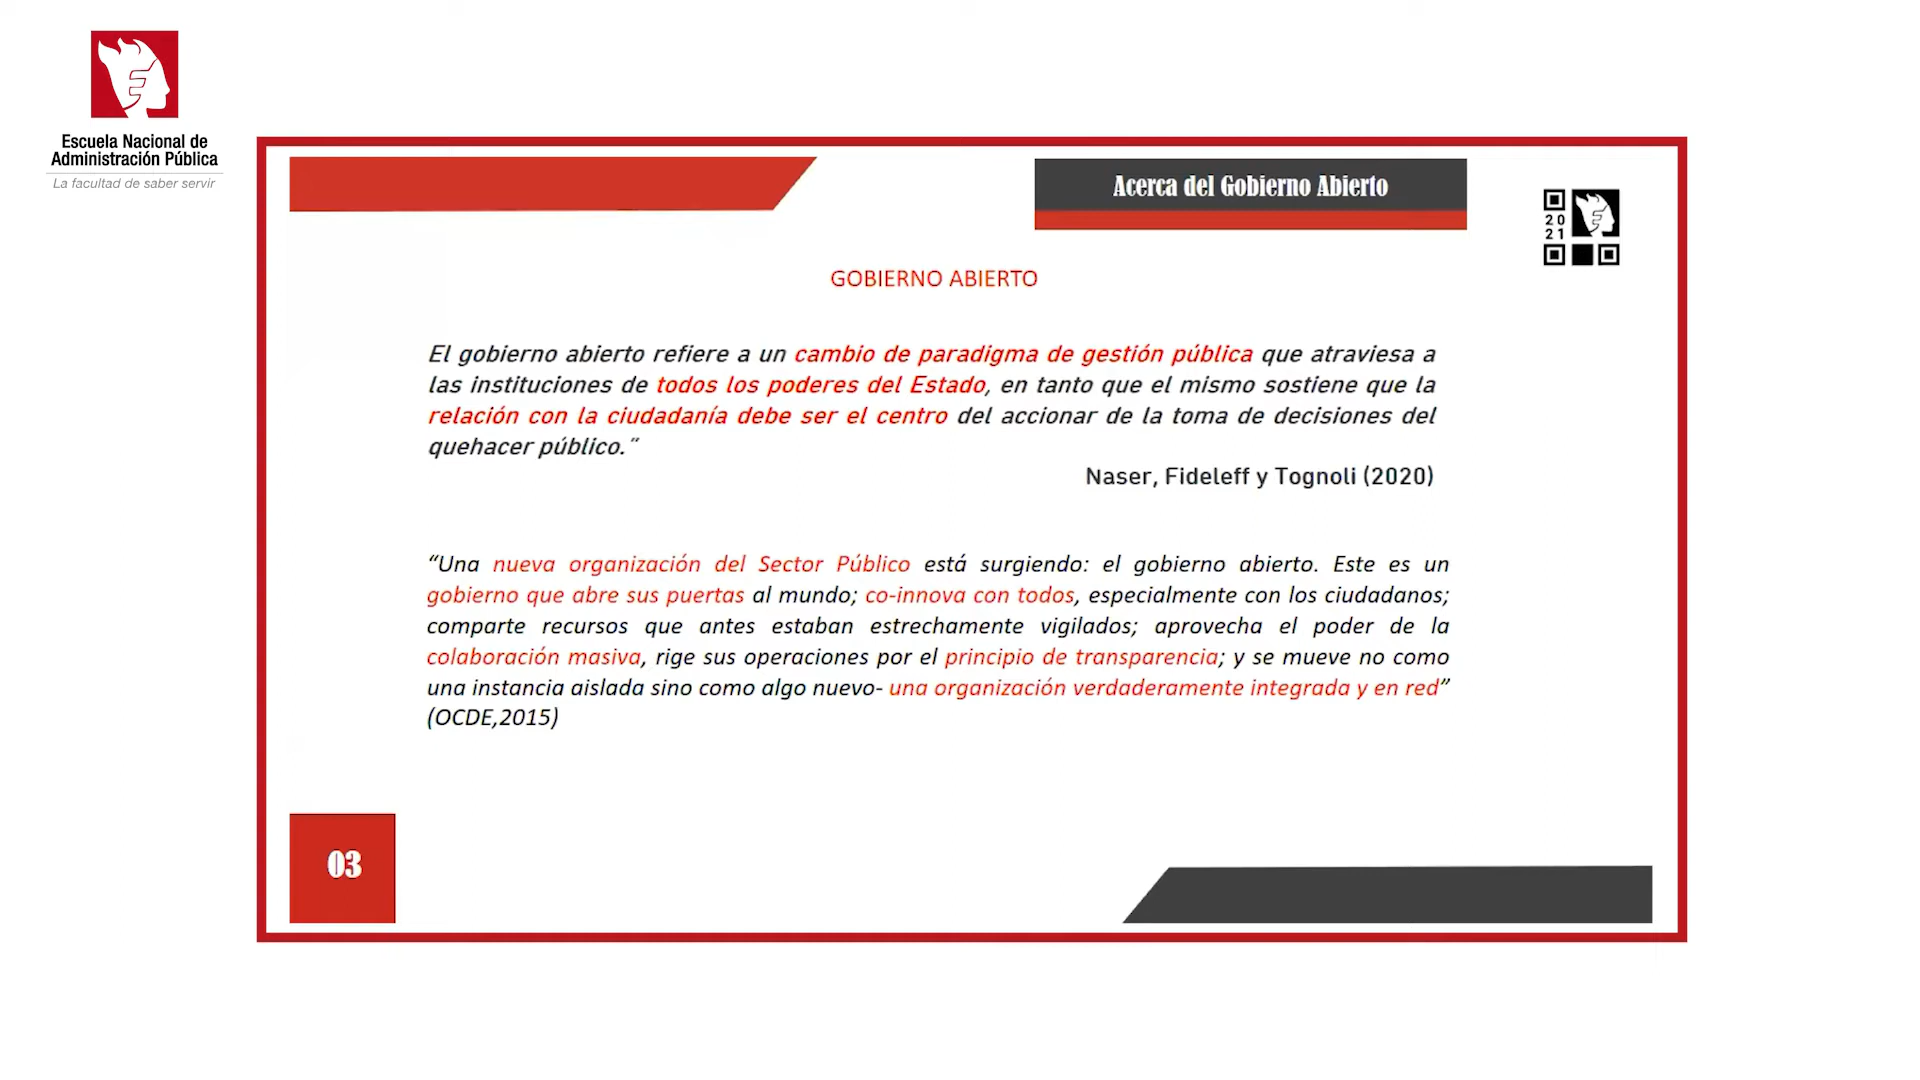 Escuela Nacional de
Administración Pública
La facultad de saber servir
Acerca del Gobierno Abierto
20
21
GOBIERNO ABIERTO
El gobierno abierto refiere a un cambio de paradigma de gestión pública que atraviesa a
las instituciones de todos los poderes del Estado, en tanto que el mismo sostiene que la
relación con la ciudadanía debe ser el centro del accionar de la toma de decisiones del
quehacer público.”
Naser, Fideleff y Tognoli (2020)
“Una nueva organización del Sector Público está surgiendo: el gobierno abierto. Este es un
gobierno que abre sus puertas al mundo; co-innova con todos, especialmente con los ciudadanos;
comparte recursos que antes estaban estrechamente vigilados; aprovecha el poder de la
colaboración masiva, rige sus operaciones por el principio de transparencia; y se mueve no como
una instancia aislada sino como algo nuevo- una organización verdaderamente integrada y en red”
(OCDE,2015)
03